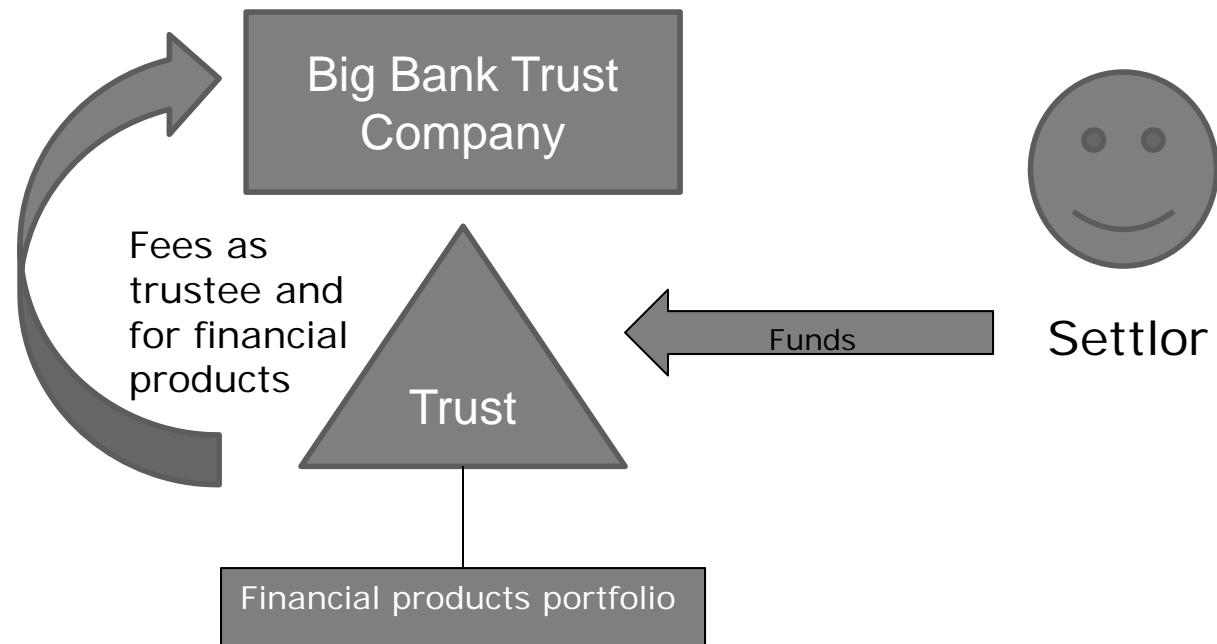 Big Bank Trust
Company
Fees as
trustee and
for financial
products
Funds
Settlor
Trust
Financial products portfolio